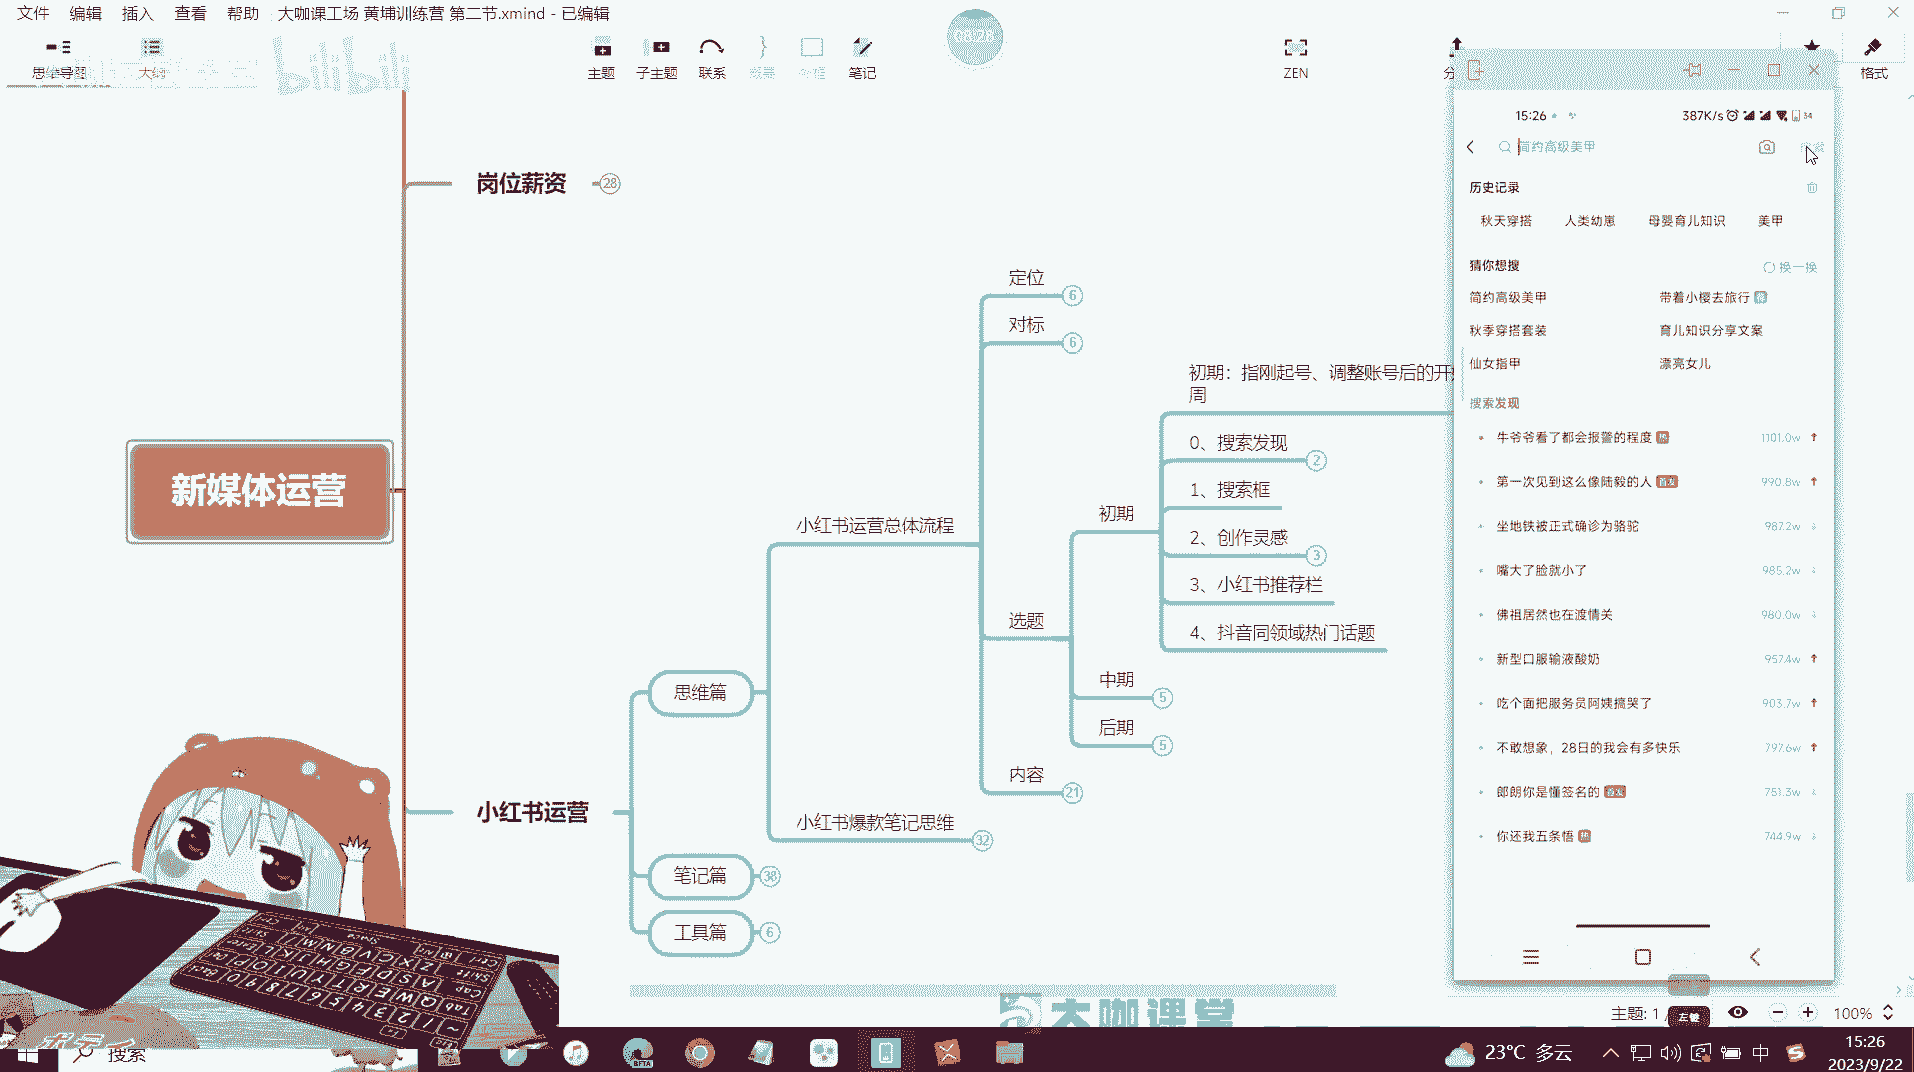 文件 编辑 插入 查看 帮助 大咖课工场 黄埔训练营 第二节.xmind - 已编辑
思维导图 大纲 主题 子主题 联系 概要 外框 笔记 ZEN 格式
bilibili
08:28
岗位薪资 28
新媒体运营
小红书运营
思维篇
笔记篇 38
工具篇 6
小红书运营总体流程
小红书爆款笔记思维 32
定位 6
对标 6
选题
内容 21
初期
中期 5
后期 5
初期：指刚起号、调整账号后的开
周
0、搜索发现 2
1、搜索框
2、创作灵感 3
3、小红书推荐栏
4、抖音同领域热门话题
15:26 387K/s 34
简约高级美甲
历史记录
秋天穿搭 人类幼崽 母婴育儿知识 美甲
猜你想搜 换一换
简约高级美甲 带着小樱去旅行
秋季穿搭套装 育儿知识分享文案
仙女指甲 漂亮女儿
搜索发现
牛爷爷看了都会报警的程度 热 1101.0w
第一次见到这么像陆毅的人 首发 990.8w
坐地铁被正式确诊为骆驼 987.2w
嘴大了脸就小了 985.2w
佛祖居然也在渡情关 980.0w
新型口服输液酸奶 957.4w
吃个面把服务员阿姨搞哭了 903.7w
不敢想象，28日的我会有多快乐 797.6w
郎朗你是懂签名的 首发 751.3w
你还我五条悟 热 744.9w
大咖课堂
主题: 1 / 左键 100%
搜索 BETA 23°C 多云 中 15:26
2023/9/22